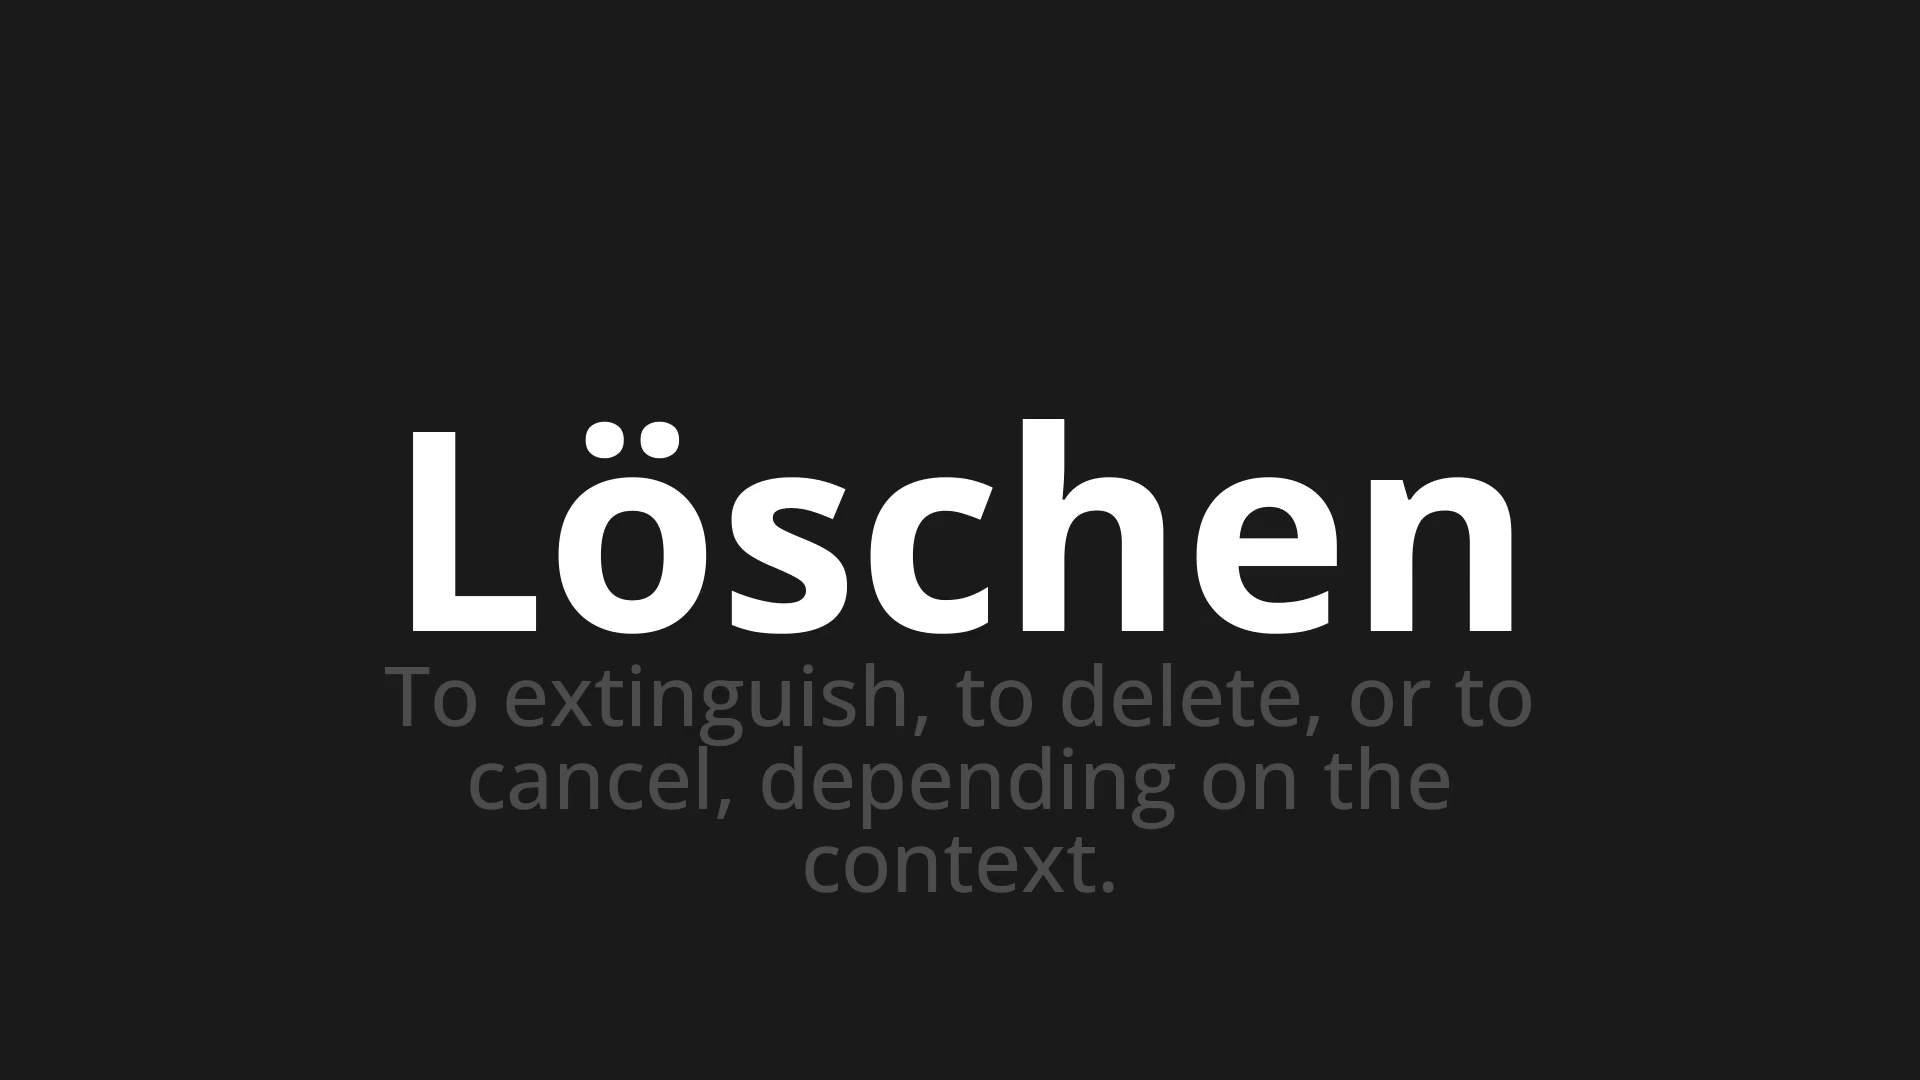 Löschen
To extinguish, to delete, or to
cancel, depending on the
context.